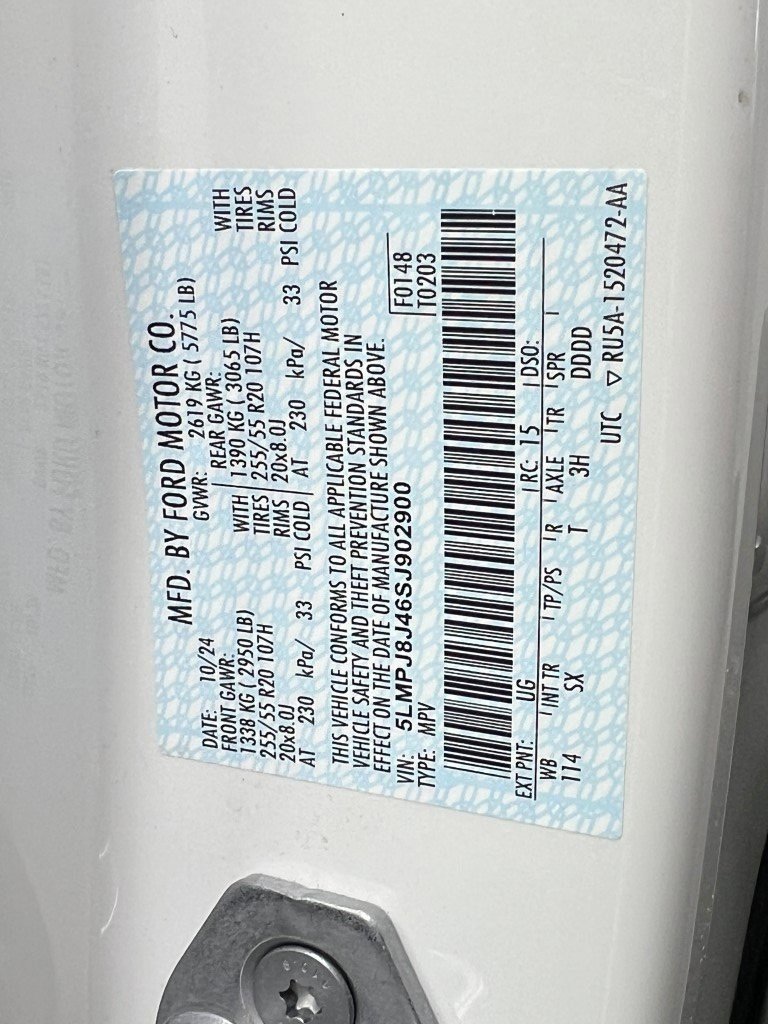 MFD. BY FORD MOTOR CO.
DATE: 10/24 GVWR: 2619 KG ( 5775 LB)
FRONT GAWR: REAR GAWR:
1338 KG ( 2950 LB) WITH 1390 KG ( 3065 LB) WITH
255/55 R20 107H TIRES 255/55 R20 107H TIRES
20x8.0J RIMS 20x8.0J RIMS
AT 230 kPa/ 33 PSI COLD AT 230 kPa/ 33 PSI COLD
THIS VEHICLE CONFORMS TO ALL APPLICABLE FEDERAL MOTOR
VEHICLE SAFETY AND THEFT PREVENTION STANDARDS IN
EFFECT ON THE DATE OF MANUFACTURE SHOWN ABOVE.
VIN: 5LMPJ8J46SJ902900 F0148
TYPE: MPV T0203
EXT PNT: UG RC: 15 DSO:
WB INT TR TP/PS R AXLE TR SPR
114 SX T 3H DDDD
UTC ▽ RU5A-1520472-AA